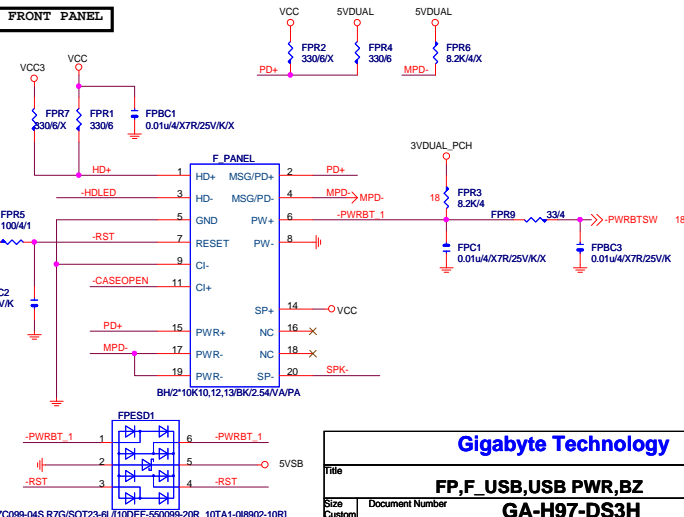 FRONT PANEL
VCC
5VDUAL
5VDUAL
FPR2
330/6/X
FPR4
330/6
FPR6
8.2K/4/X
PD+
MPD-
VCC3
VCC
FPR7
330/6/X
FPR1
330/6
FPBC1
0.01u/4/X7R/25V/K/X
3VDUAL_PCH
F_PANEL
HD+
1
HD+
MSG/PD+
2
PD+
-HDLED
3
HD-
MSG/PD-
4
MPD-
MPD-
18
FPR3
8.2K/4
5
GND
PW+
6
-PWRBT_1
FPR9
33/4
-PWRBTSW
18
FPR5
100/4/1
-RST
7
RESET
PW-
8
9
CI-
FPC1
0.01u/4/X7R/25V/K/X
FPBC3
0.01u/4/X7R/25V/K
-CASEOPEN
11
CI+
C2
V/K
SP+
14
VCC
PD+
15
PWR+
NC
16
MPD-
17
PWR-
NC
18
19
PWR-
SP-
20
SPK-
BH/2*10K10,12,13/BK/2.54/VA/PA
FPESD1
-PWRBT_1
1
6
-PWRBT_1
2
5
5VSB
-RST
3
4
-RST
Gigabyte Technology
Title
FP,F_USB,USB PWR,BZ
Size
Custom
Document Number
GA-H97-DS3H